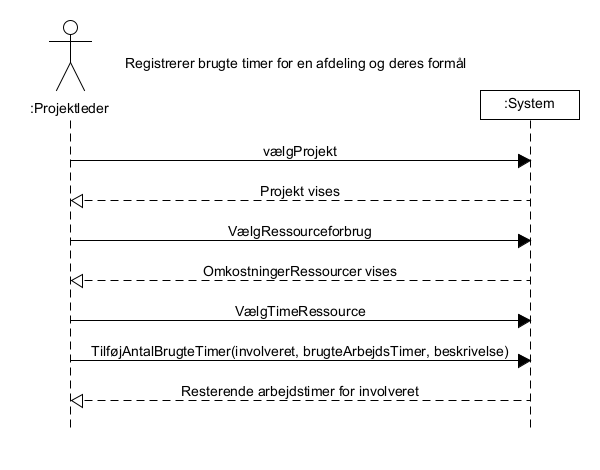 Registrerer brugte timer for en afdeling og deres formål
:Projektleder
:System
vælgProjekt
Projekt vises
VælgRessourceforbrug
OmkostningerRessourcer vises
VælgTimeRessource
TilføjAntalBrugteTimer(involveret, brugteArbejdsTimer, beskrivelse)
Resterende arbejdstimer for involveret